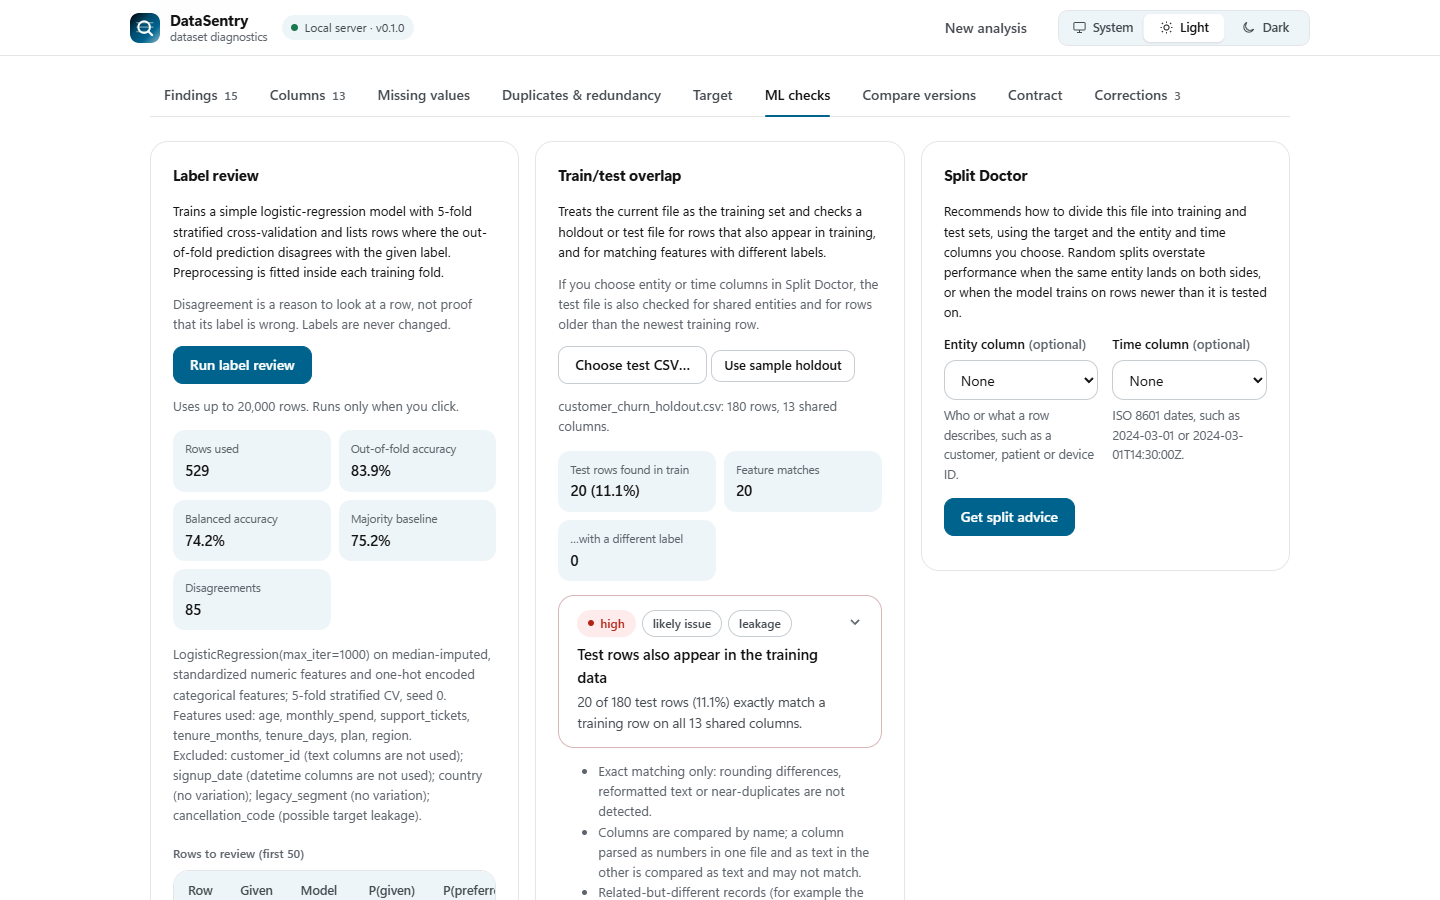 DataSentry
dataset diagnostics
Local server · v0.1.0
New analysis
System
Light
Dark
Findings 15
Columns 13
Missing values
Duplicates & redundancy
Target
ML checks
Compare versions
Contract
Corrections 3
Label review
Trains a simple logistic-regression model with 5-fold
stratified cross-validation and lists rows where the out-
of-fold prediction disagrees with the given label.
Preprocessing is fitted inside each training fold.
Disagreement is a reason to look at a row, not proof
that its label is wrong. Labels are never changed.
Run label review
Uses up to 20,000 rows. Runs only when you click.
Rows used
529
Out-of-fold accuracy
83.9%
Balanced accuracy
74.2%
Majority baseline
75.2%
Disagreements
85
LogisticRegression(max_iter=1000) on median-imputed,
standardized numeric features and one-hot encoded
categorical features; 5-fold stratified CV, seed 0.
Features used: age, monthly_spend, support_tickets,
tenure_months, tenure_days, plan, region.
Excluded: customer_id (text columns are not used);
signup_date (datetime columns are not used); country
(no variation); legacy_segment (no variation);
cancellation_code (possible target leakage).
Rows to review (first 50)
Row Given Model P(given) P(preferr
Train/test overlap
Treats the current file as the training set and checks a
holdout or test file for rows that also appear in training,
and for matching features with different labels.
If you choose entity or time columns in Split Doctor, the
test file is also checked for shared entities and for rows
older than the newest training row.
Choose test CSV...
Use sample holdout
customer_churn_holdout.csv: 180 rows, 13 shared
columns.
Test rows found in train
20 (11.1%)
Feature matches
20
...with a different label
0
high
likely issue
leakage
Test rows also appear in the training
data
20 of 180 test rows (11.1%) exactly match a
training row on all 13 shared columns.
• Exact matching only: rounding differences,
reformatted text or near-duplicates are not
detected.
• Columns are compared by name; a column
parsed as numbers in one file and as text in the
other is compared as text and may not match.
• Related-but-different records (for example the
Split Doctor
Recommends how to divide this file into training and
test sets, using the target and the entity and time
columns you choose. Random splits overstate
performance when the same entity lands on both sides,
or when the model trains on rows newer than it is tested
on.
Entity column (optional)
None
Who or what a row
describes, such as a
customer, patient or device
ID.
Time column (optional)
None
ISO 8601 dates, such as
2024-03-01 or 2024-03-
01T14:30:00Z.
Get split advice